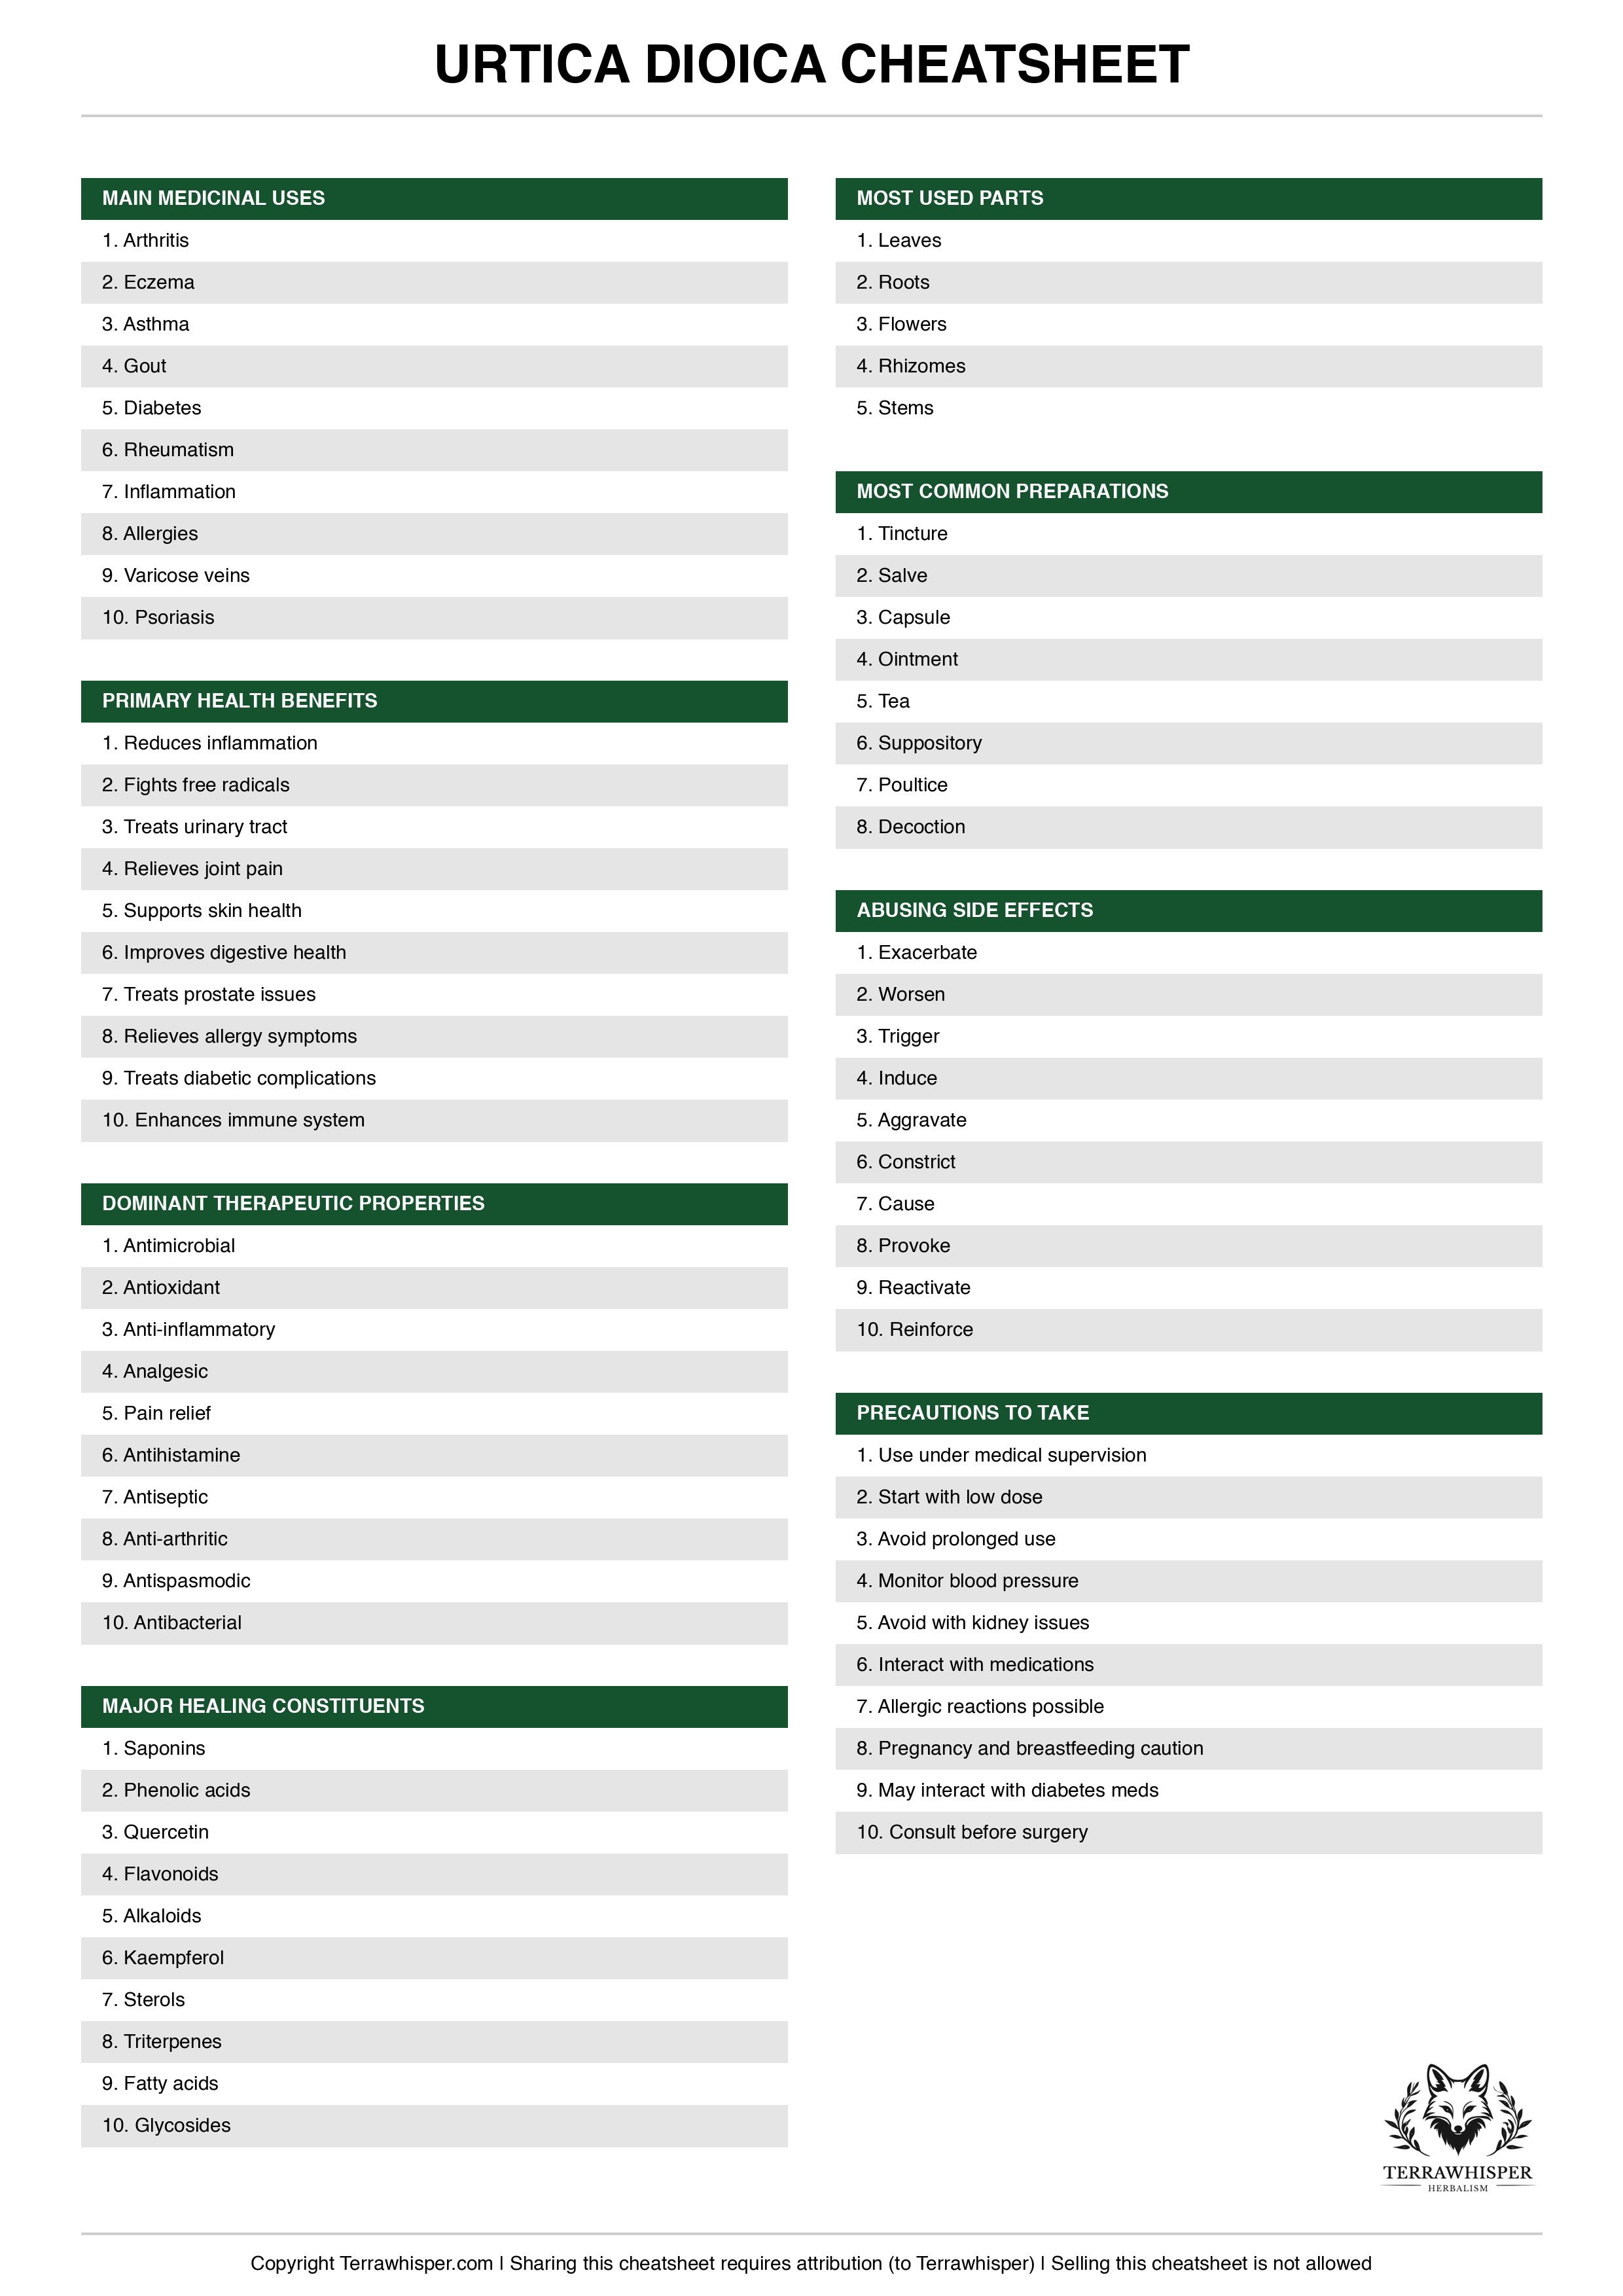 URTICA DIOICA CHEATSHEET
MAIN MEDICINAL USES
1. Arthritis
2. Eczema
3. Asthma
4. Gout
5. Diabetes
6. Rheumatism
7. Inflammation
8. Allergies
9. Varicose veins
10. Psoriasis
PRIMARY HEALTH BENEFITS
1. Reduces inflammation
2. Fights free radicals
3. Treats urinary tract
4. Relieves joint pain
5. Supports skin health
6. Improves digestive health
7. Treats prostate issues
8. Relieves allergy symptoms
9. Treats diabetic complications
10. Enhances immune system
DOMINANT THERAPEUTIC PROPERTIES
1. Antimicrobial
2. Antioxidant
3. Anti-inflammatory
4. Analgesic
5. Pain relief
6. Antihistamine
7. Antiseptic
8. Anti-arthritic
9. Antispasmodic
10. Antibacterial
MAJOR HEALING CONSTITUENTS
1. Saponins
2. Phenolic acids
3. Quercetin
4. Flavonoids
5. Alkaloids
6. Kaempferol
7. Sterols
8. Triterpenes
9. Fatty acids
10. Glycosides
MOST USED PARTS
1. Leaves
2. Roots
3. Flowers
4. Rhizomes
5. Stems
MOST COMMON PREPARATIONS
1. Tincture
2. Salve
3. Capsule
4. Ointment
5. Tea
6. Suppository
7. Poultice
8. Decoction
ABUSING SIDE EFFECTS
1. Exacerbate
2. Worsen
3. Trigger
4. Induce
5. Aggravate
6. Constrict
7. Cause
8. Provoke
9. Reactivate
10. Reinforce
PRECAUTIONS TO TAKE
1. Use under medical supervision
2. Start with low dose
3. Avoid prolonged use
4. Monitor blood pressure
5. Avoid with kidney issues
6. Interact with medications
7. Allergic reactions possible
8. Pregnancy and breastfeeding caution
9. May interact with diabetes meds
10. Consult before surgery
TERRAWHISPER
HERBALISM
Copyright Terrawhisper.com | Sharing this cheatsheet requires attribution (to Terrawhisper) | Selling this cheatsheet is not allowed